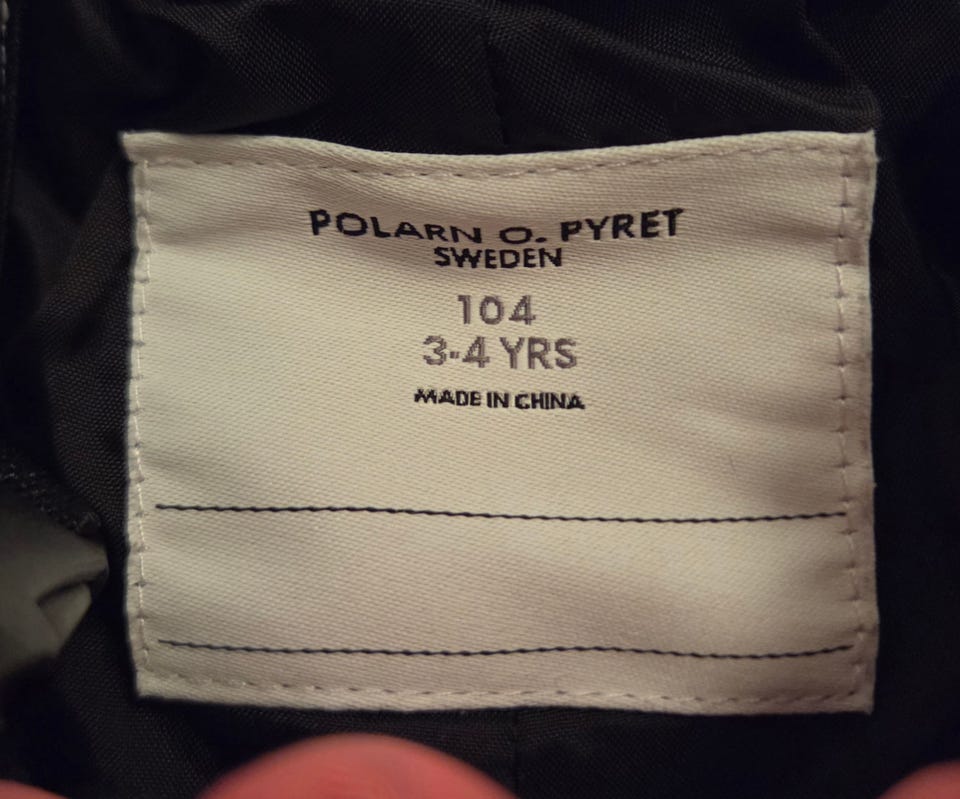 POLARN O. PYRET
SWEDEN
104
3-4 YRS
MADE IN CHINA